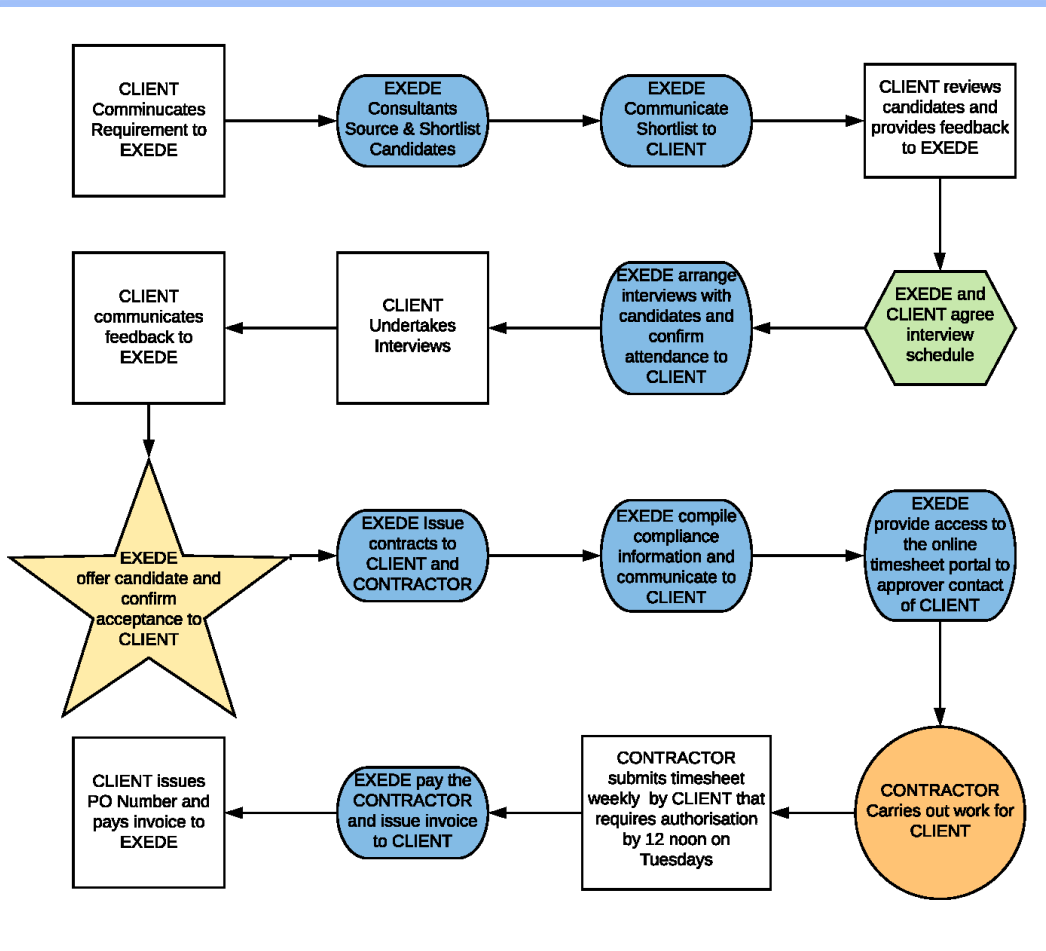 CLIENT
Comminucates
Requirement to
EXEDE
EXEDE
Consultants
Source & Shortlist
Candidates
EXEDE
Communicate
Shortlist to
CLIENT
CLIENT reviews
candidates and
provides feedback
to EXEDE
EXEDE and
CLIENT agree
interview
schedule
EXEDE arrange
interviews with
candidates and
confirm
attendance to
CLIENT
CLIENT
Undertakes
Interviews
CLIENT
communicates
feedback to
EXEDE
EXEDE
offer candidate and
confirm
acceptance to
CLIENT
EXEDE Issue
contracts to
CLIENT and
CONTRACTOR
EXEDE compile
compliance
information and
communicate to
CLIENT
EXEDE
provide access to
the online
timesheet portal to
approver contact
of CLIENT
CONTRACTOR
Carries out work for
CLIENT
CONTRACTOR
submits timesheet
weekly by CLIENT that
requires authorisation
by 12 noon on
Tuesdays
EXEDE pay the
CONTRACTOR
and issue invoice
to CLIENT
CLIENT issues
PO Number and
pays invoice to
EXEDE